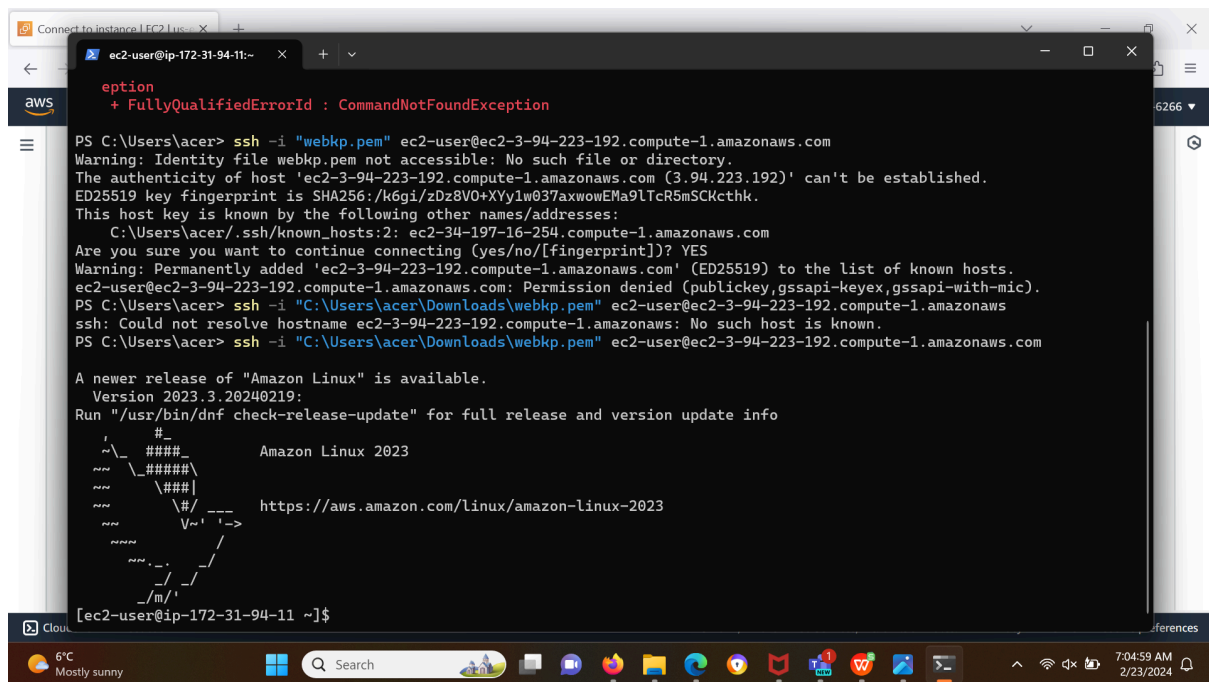 Connect to instance | EC2 | us-e
ec2-user@ip-172-31-94-11:~
aws
6266
eption
+ FullyQualifiedErrorId : CommandNotFoundException
PS C:\Users\acer> ssh -i "webkp.pem" ec2-user@ec2-3-94-223-192.compute-1.amazonaws.com
Warning: Identity file webkp.pem not accessible: No such file or directory.
The authenticity of host 'ec2-3-94-223-192.compute-1.amazonaws.com (3.94.223.192)' can't be established.
ED25519 key fingerprint is SHA256:/k6gi/zDz8VO+XYy1w037axwowEMa9lTcR5mSCKcthk.
This host key is known by the following other names/addresses:
C:\Users\acer/.ssh/known_hosts:2: ec2-34-197-16-254.compute-1.amazonaws.com
Are you sure you want to continue connecting (yes/no/[fingerprint])? YES
Warning: Permanently added 'ec2-3-94-223-192.compute-1.amazonaws.com' (ED25519) to the list of known hosts.
ec2-user@ec2-3-94-223-192.compute-1.amazonaws.com: Permission denied (publickey,gssapi-keyex,gssapi-with-mic).
PS C:\Users\acer> ssh -i "C:\Users\acer\Downloads\webkp.pem" ec2-user@ec2-3-94-223-192.compute-1.amazonaws
ssh: Could not resolve hostname ec2-3-94-223-192.compute-1.amazonaws: No such host is known.
PS C:\Users\acer> ssh -i "C:\Users\acer\Downloads\webkp.pem" ec2-user@ec2-3-94-223-192.compute-1.amazonaws.com
A newer release of "Amazon Linux" is available.
Version 2023.3.20240219:
Run "/usr/bin/dnf check-release-update" for full release and version update info
   ,     #_
   ~\_  ####_        Amazon Linux 2023
  ~~  \_#####\
  ~~     \###|
  ~~       \#/ ___   https://aws.amazon.com/linux/amazon-linux-2023
   ~~       V~' '->
    ~~~         /
      ~~._.   _/
         _/ _/
       _/m/'
[ec2-user@ip-172-31-94-11 ~]$
Clou
eferences
6°C
Mostly sunny
Search
1
NEW
7:04:59 AM
2/23/2024